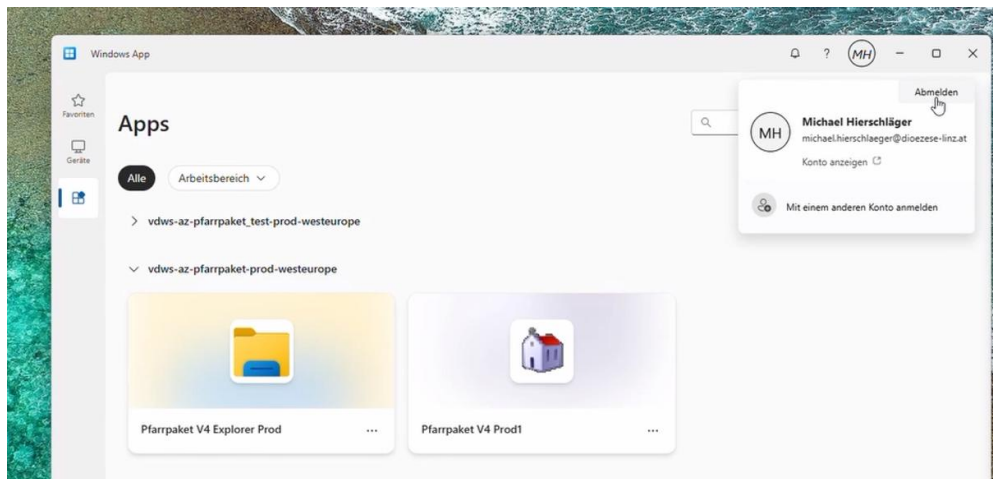 Windows App
?
MH
Abmelden
Favoriten
Apps
MH
Michael Hierschläger
michael.hierschlaeger@dioezese-linz.at
Geräte
Konto anzeigen
Alle
Arbeitsbereich
Mit einem anderen Konto anmelden
vdws-az-pfarrpaket_test-prod-westeurope
vdws-az-pfarrpaket-prod-westeurope
Pfarrpaket V4 Explorer Prod
...
Pfarrpaket V4 Prod1
...